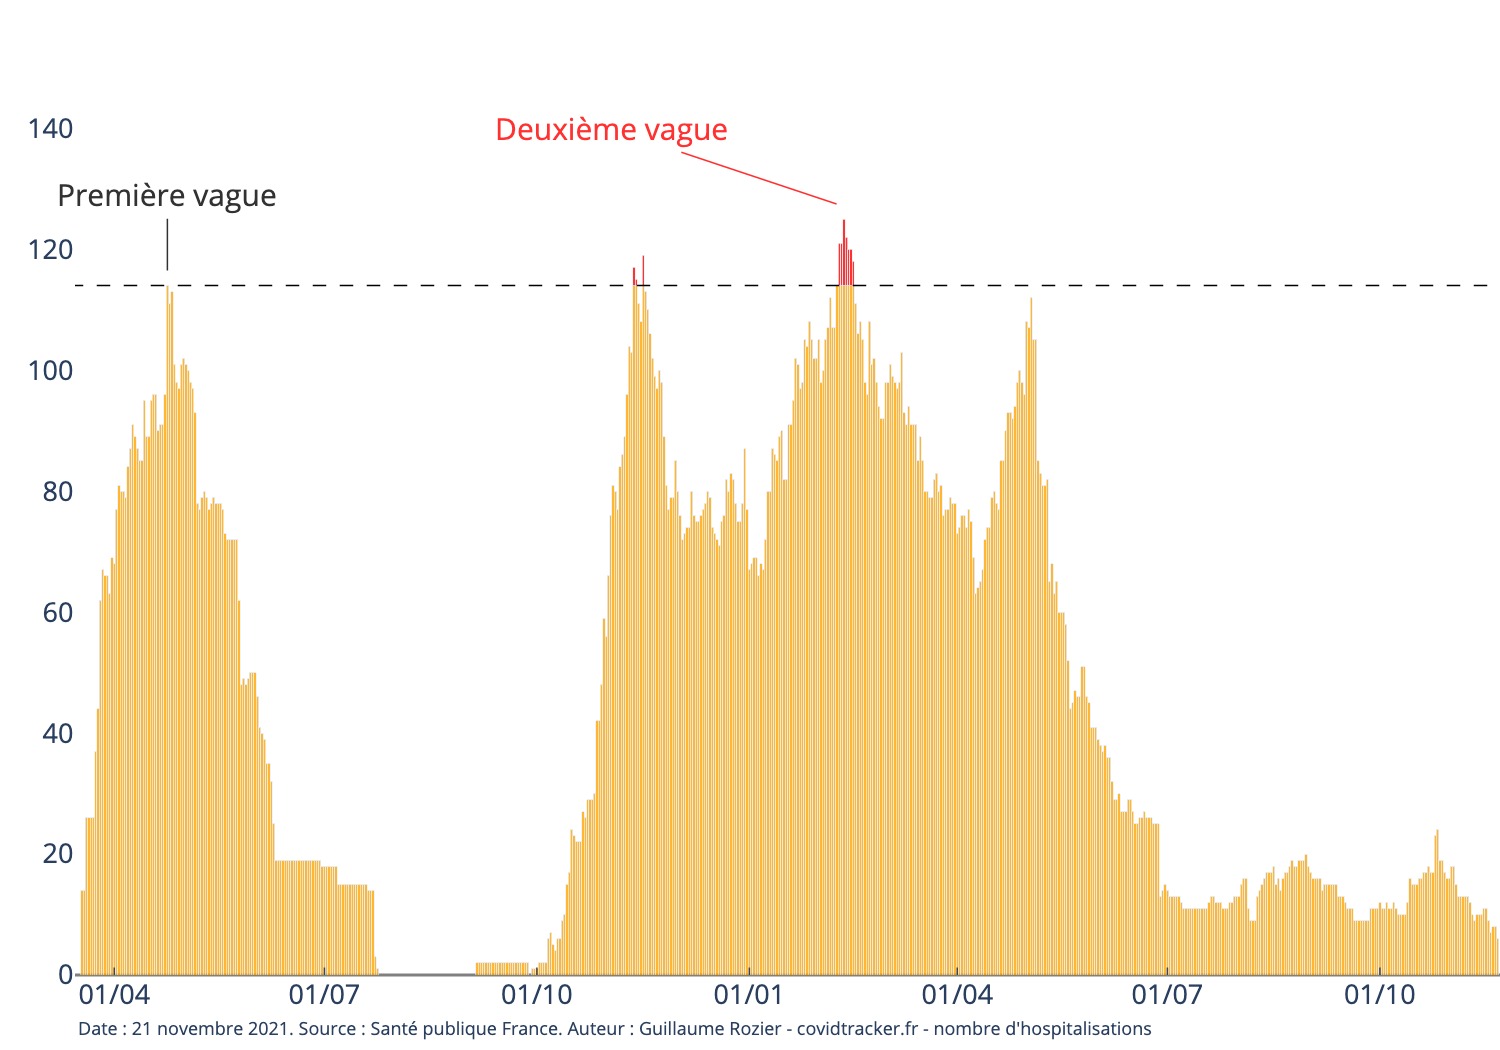 140
Deuxième vague
Première vague
120
100
80
60
40
20
0
01/04 01/07 01/10 01/01 01/04 01/07 01/10
Date : 21 novembre 2021. Source : Santé publique France. Auteur : Guillaume Rozier - covidtracker.fr - nombre d'hospitalisations